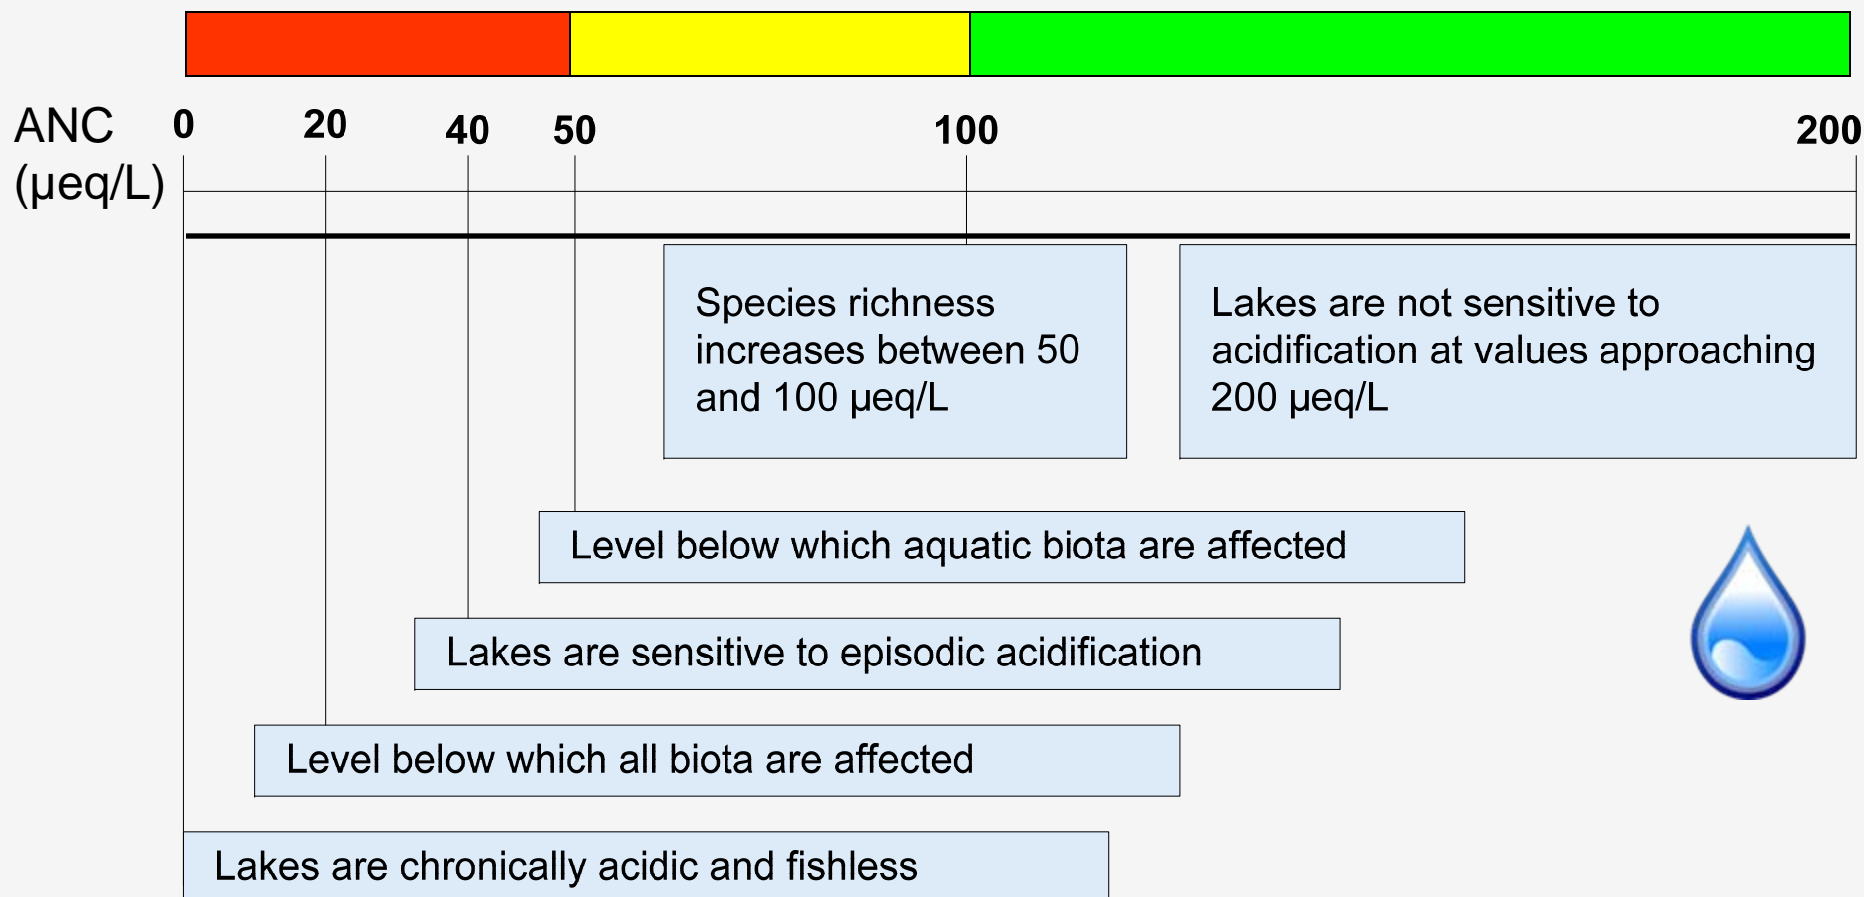 ANC
(µeq/L)
0 20 40 50 100 200
Species richness
increases between 50
and 100 µeq/L
Lakes are not sensitive to
acidification at values approaching
200 µeq/L
Level below which aquatic biota are affected
Lakes are sensitive to episodic acidification
Level below which all biota are affected
Lakes are chronically acidic and fishless